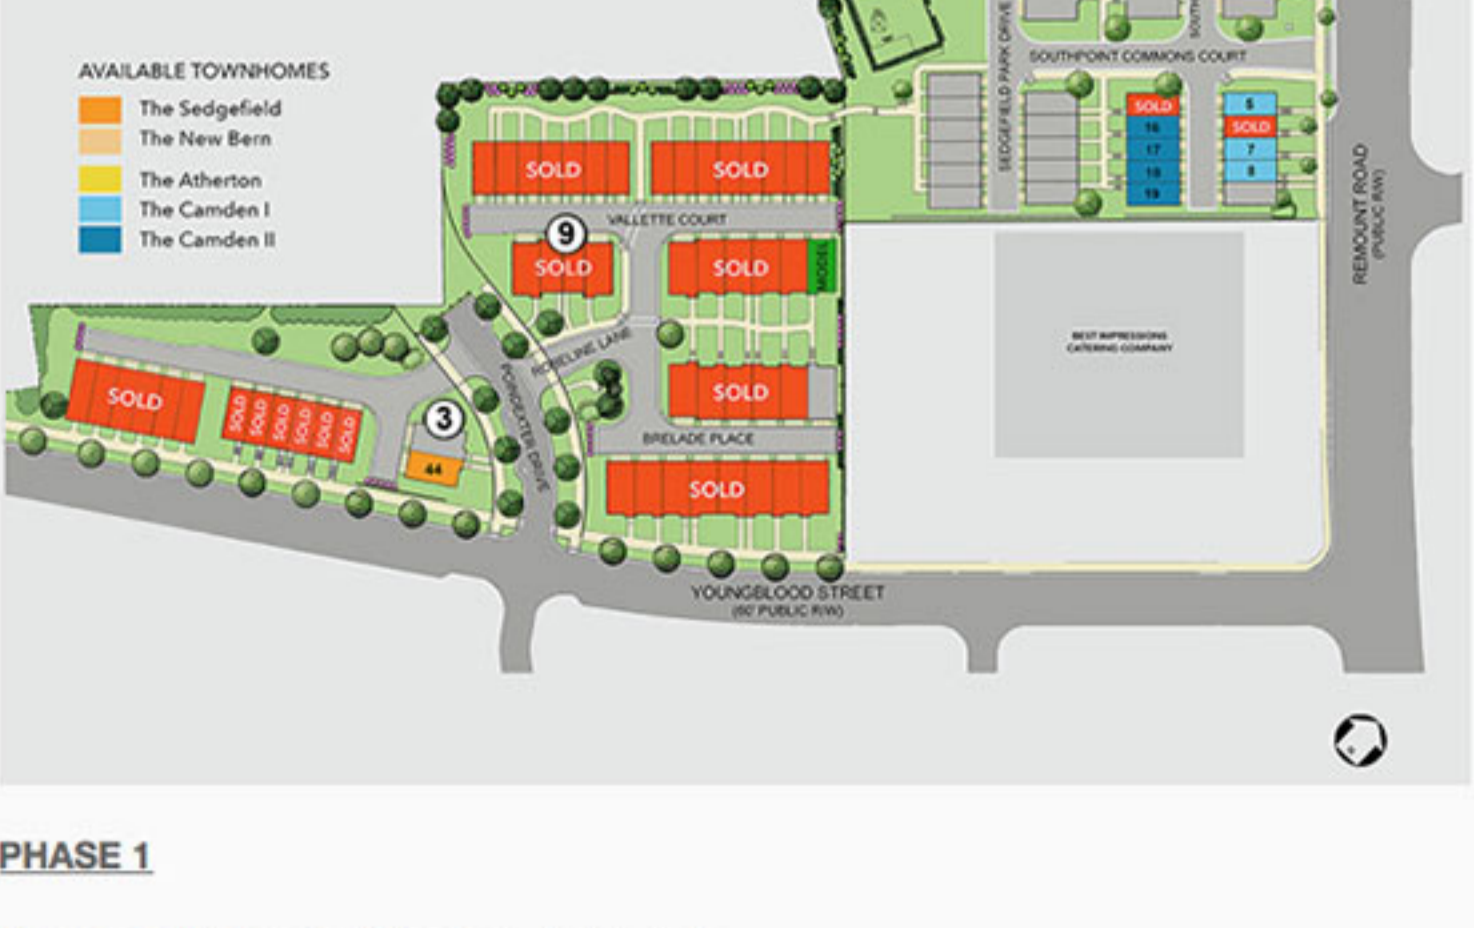 AVAILABLE TOWNHOMES
The Sedgefield
The New Bern
The Atherton
The Camden I
The Camden II
SEDGEFIELD PARK DRIVE
SOUTH
SOUTHPOINT COMMONS COURT
SOLD
16
17
18
19
5
SOLD
7
8
REMOUNT ROAD
(PUBLIC R/W)
SOLD
SOLD
VALLETTE COURT
9
SOLD
SOLD
MODEL
BEST IMPRESSIONS
CATERING COMPANY
ROSELINE LANE
POINDEXTER DRIVE
SOLD
SOLD
SOLD
SOLD
SOLD
SOLD
SOLD
SOLD
3
44
BRELADE PLACE
SOLD
YOUNGBLOOD STREET
(60' PUBLIC R/W)
PHASE 1